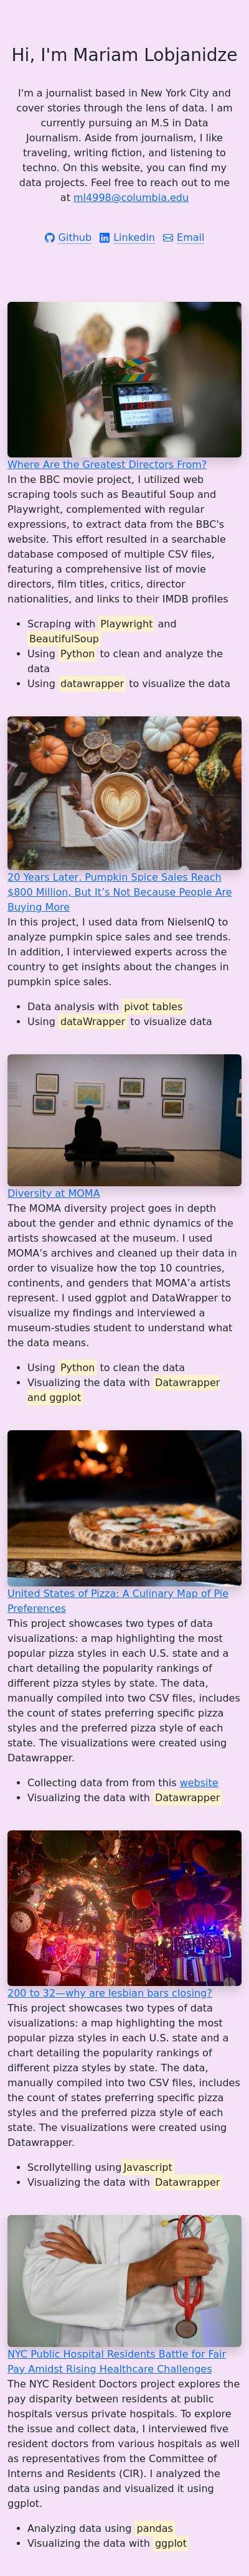 Hi, I'm Mariam Lobjanidze
I'm a journalist based in New York City and
cover stories through the lens of data. I am
currently pursuing an M.S in Data
Journalism. Aside from journalism, I like
traveling, writing fiction, and listening to
techno. On this website, you can find my
data projects. Feel free to reach out to me
at ml4998@columbia.edu
Github Linkedin Email
Where Are the Greatest Directors From?
In the BBC movie project, I utilized web
scraping tools such as Beautiful Soup and
Playwright, complemented with regular
expressions, to extract data from the BBC's
website. This effort resulted in a searchable
database composed of multiple CSV files,
featuring a comprehensive list of movie
directors, film titles, critics, director
nationalities, and links to their IMDB profiles
• Scraping with Playwright and
BeautifulSoup
• Using Python to clean and analyze the
data
• Using datawrapper to visualize the data
20 Years Later, Pumpkin Spice Sales Reach
$800 Million, But It’s Not Because People Are
Buying More
In this project, I used data from NielsenIQ to
analyze pumpkin spice sales and see trends.
In addition, I interviewed experts across the
country to get insights about the changes in
pumpkin spice sales.
• Data analysis with pivot tables
• Using dataWrapper to visualize data
Diversity at MOMA
The MOMA diversity project goes in depth
about the gender and ethnic dynamics of the
artists showcased at the museum. I used
MOMA’s archives and cleaned up their data in
order to visualize how the top 10 countries,
continents, and genders that MOMA’a artists
represent. I used ggplot and DataWrapper to
visualize my findings and interviewed a
museum-studies student to understand what
the data means.
• Using Python to clean the data
• Visualizing the data with Datawrapper
and ggplot
United States of Pizza: A Culinary Map of Pie
Preferences
This project showcases two types of data
visualizations: a map highlighting the most
popular pizza styles in each U.S. state and a
chart detailing the popularity rankings of
different pizza styles by state. The data,
manually compiled into two CSV files, includes
the count of states preferring specific pizza
styles and the preferred pizza style of each
state. The visualizations were created using
Datawrapper.
• Collecting data from from this website
• Visualizing the data with Datawrapper
200 to 32—why are lesbian bars closing?
This project showcases two types of data
visualizations: a map highlighting the most
popular pizza styles in each U.S. state and a
chart detailing the popularity rankings of
different pizza styles by state. The data,
manually compiled into two CSV files, includes
the count of states preferring specific pizza
styles and the preferred pizza style of each
state. The visualizations were created using
Datawrapper.
• Scrollytelling using Javascript
• Visualizing the data with Datawrapper
NYC Public Hospital Residents Battle for Fair
Pay Amidst Rising Healthcare Challenges
The NYC Resident Doctors project explores the
pay disparity between residents at public
hospitals versus private hospitals. To explore
the issue and collect data, I interviewed five
resident doctors from various hospitals as well
as representatives from the Committee of
Interns and Residents (CIR). I analyzed the
data using pandas and visualized it using
ggplot.
• Analyzing data using pandas
• Visualizing the data with ggplot